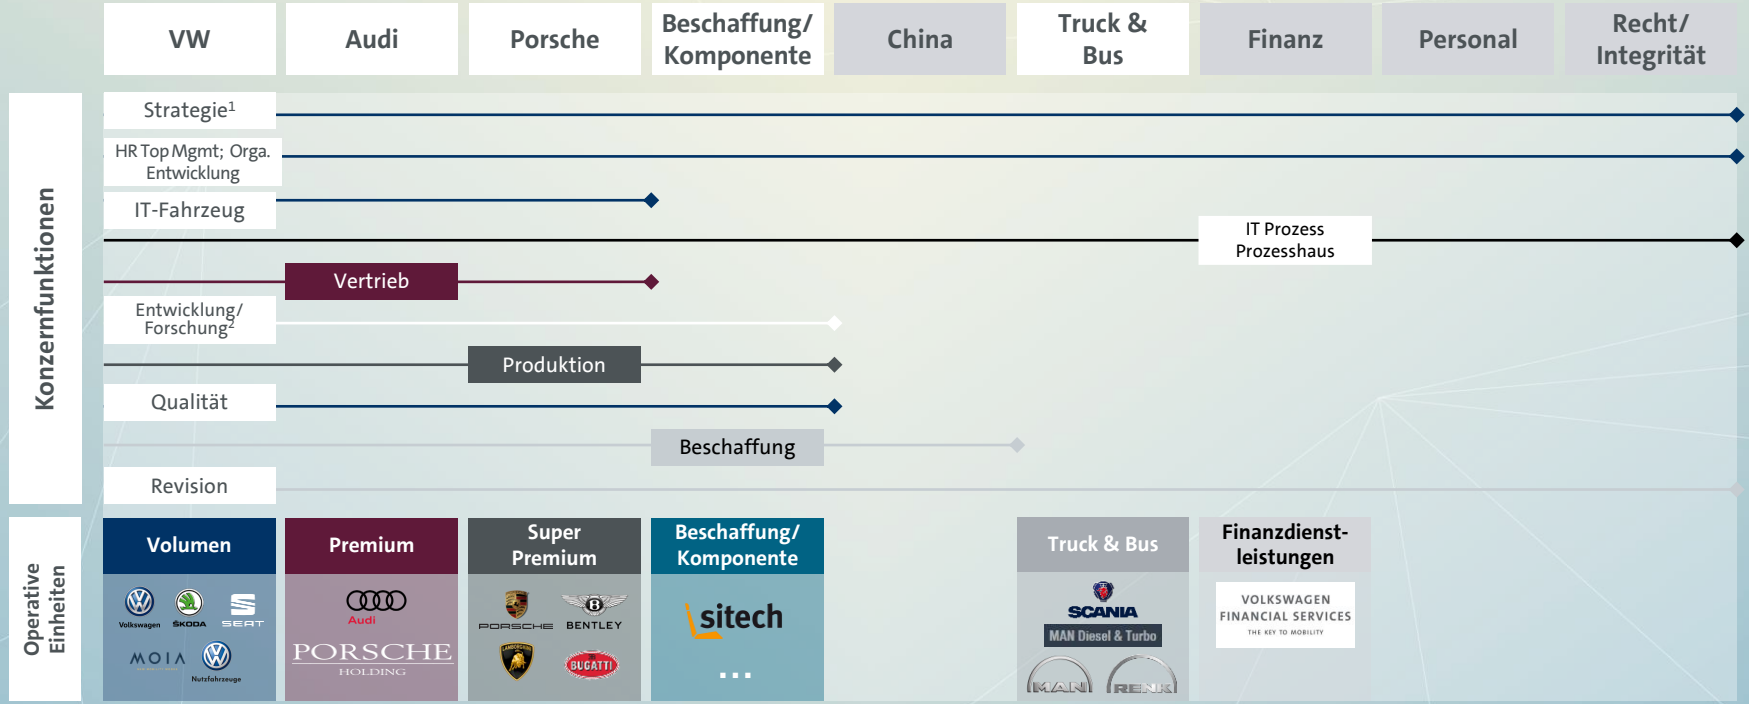 VW
Audi
Porsche
Beschaffung/
Komponente
China
Truck &
Bus
Finanz
Personal
Recht/
Integrität
Konzernfunktionen
Strategie¹
HR Top Mgmt; Orga.
Entwicklung
IT-Fahrzeug
IT Prozess
Prozesshaus
Vertrieb
Entwicklung/
Forschung²
Produktion
Qualität
Beschaffung
Revision
Operative
Einheiten
Volumen
Volkswagen
ŠKODA
SEAT
MOIA
Nutzfahrzeuge
Premium
Audi
PORSCHE
HOLDING
Super
Premium
PORSCHE
BENTLEY
LAMBORGHINI
BUGATTI
Beschaffung/
Komponente
sitech
...
Truck & Bus
SCANIA
MAN Diesel & Turbo
MAN
RENK
Finanzdienst-
leistungen
VOLKSWAGEN
FINANCIAL SERVICES
THE KEY TO MOBILITY